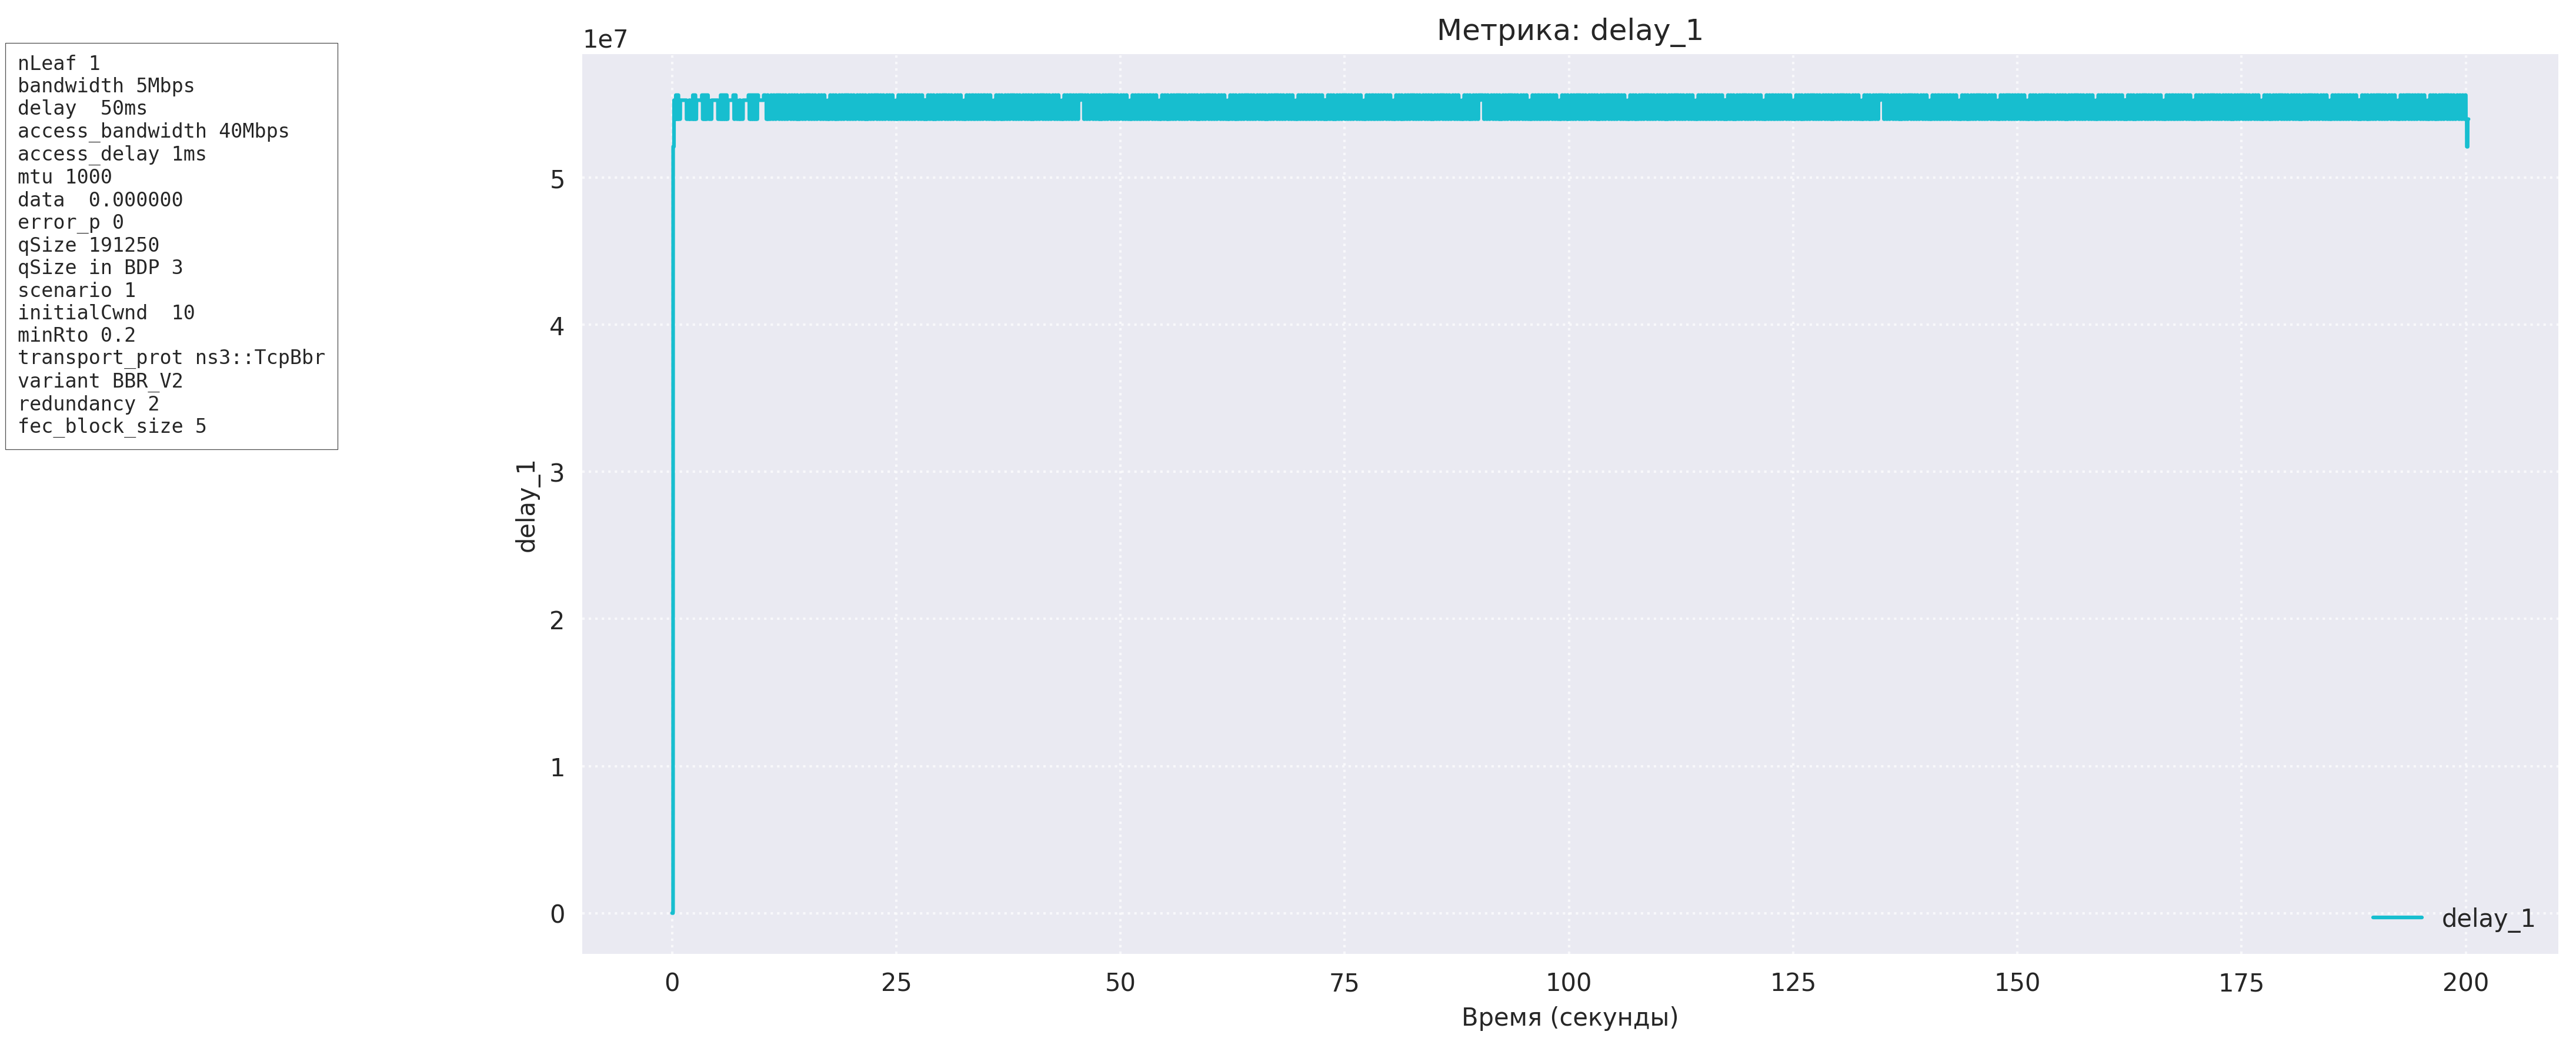 nLeaf 1
bandwidth 5Mbps
delay  50ms
access_bandwidth 40Mbps
access_delay 1ms
mtu 1000
data  0.000000
error_p 0
qSize 191250
qSize in BDP 3
scenario 1
initialCwnd  10
minRto 0.2
transport_prot ns3::TcpBbr
variant BBR_V2
redundancy 2
fec_block_size 5
Метрика: delay_1
1e7
5
4
3
2
1
0
delay_1
0 25 50 75 100 125 150 175 200
Время (секунды)
delay_1